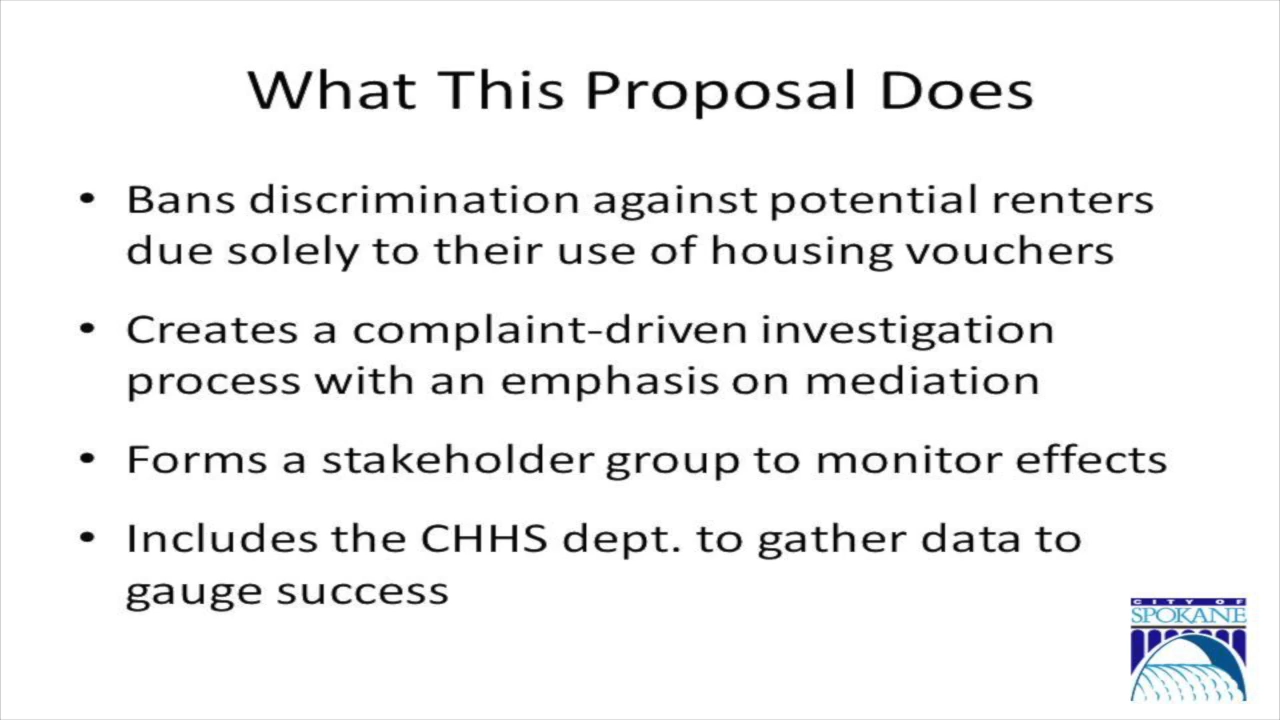 What This Proposal Does
• Bans discrimination against potential renters
due solely to their use of housing vouchers
• Creates a complaint-driven investigation
process with an emphasis on mediation
• Forms a stakeholder group to monitor effects
• Includes the CHHS dept. to gather data to
gauge success
CITY OF
SPOKANE